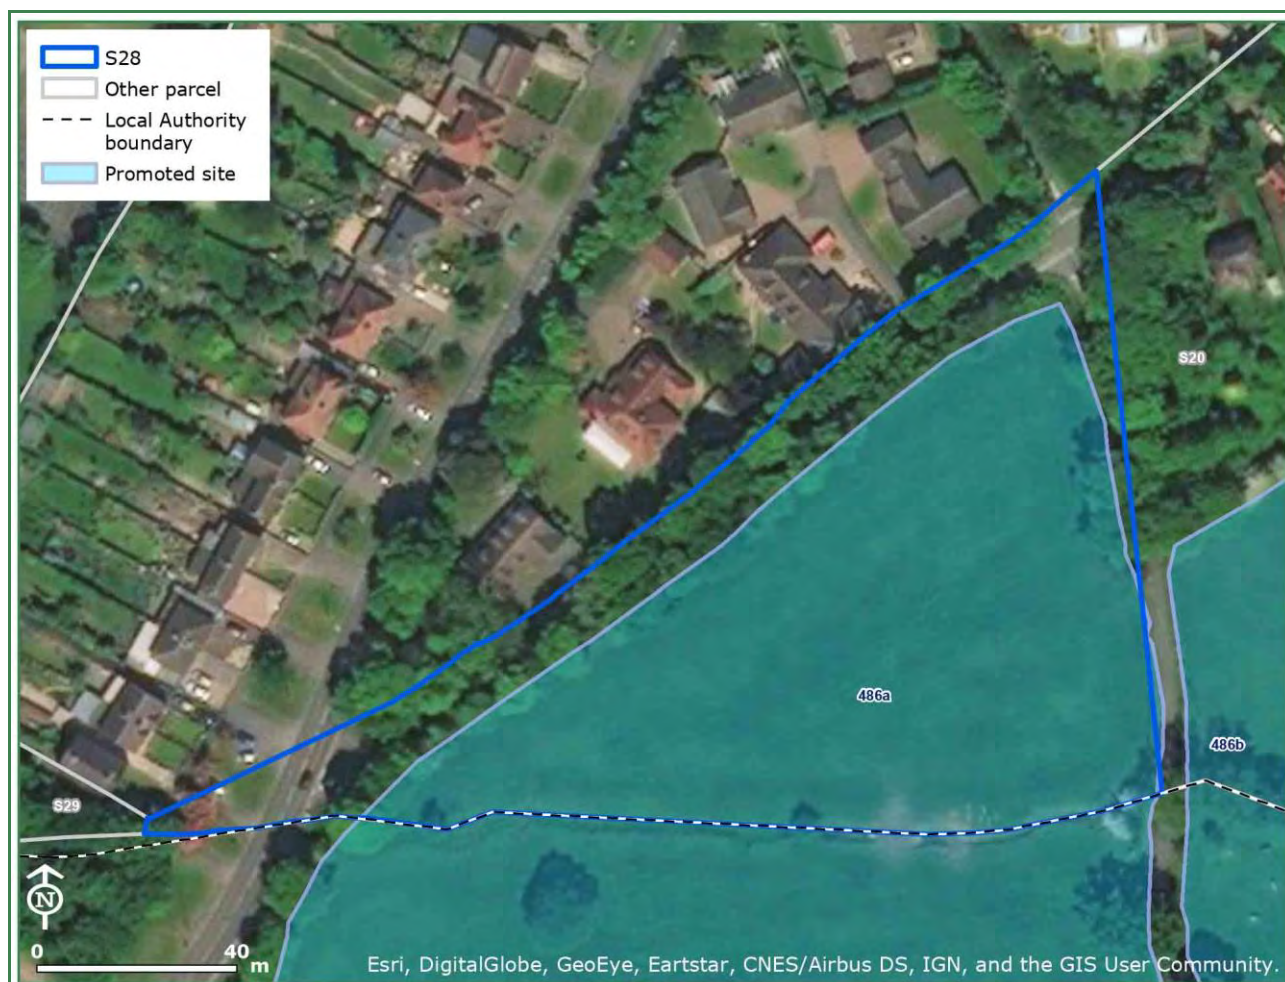 S28
Other parcel
Local Authority
boundary
Promoted site
S20
486a
486b
S29
N
0 40
m
Esri, DigitalGlobe, GeoEye, Eartstar, CNES/Airbus DS, IGN, and the GIS User Community.